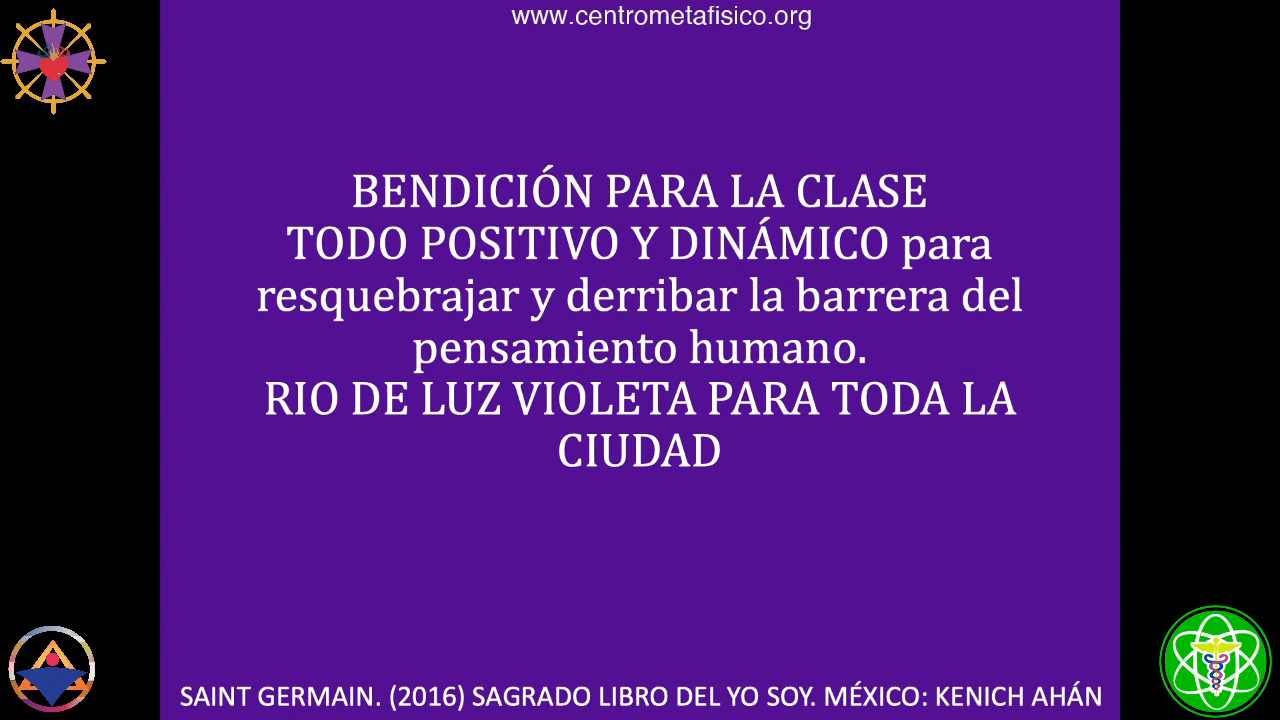 www.centrometafisico.org
BENDICIÓN PARA LA CLASE
TODO POSITIVO Y DINÁMICO para
resquebrajar y derribar la barrera del
pensamiento humano.
RIO DE LUZ VIOLETA PARA TODA LA
CIUDAD
SAINT GERMAIN. (2016) SAGRADO LIBRO DEL YO SOY. MÉXICO: KENICH AHÁN